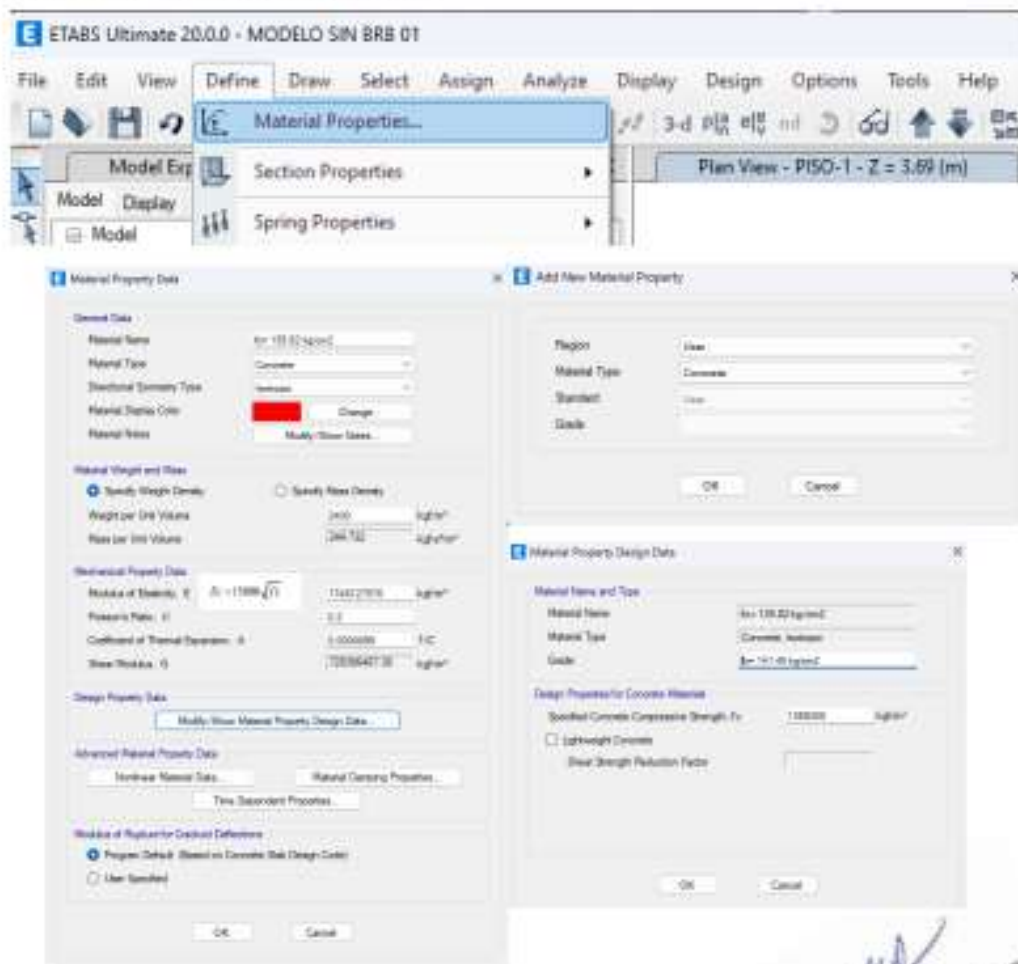 ETABS Ultimate 20.0.0 - MODELO SIN BRB 01
File Edit View Define Draw Select Assign Analyze Display Design Options Tools Help
Material Properties...
3-d
Model Exp
Plan View - PISO-1 - Z = 3.69 (m)
Section Properties
Model Display
Spring Properties
Model
Material Property Data
General Data
Material Name
Material Type Concrete
Directional Symmetry Type
Material Display Color Change
Material Notes Modify/Show Notes...
Material Weight and Mass
Specify Weight Density Specify Mass Density
Weight per Unit Volume 2400
Mass per Unit Volume
Mechanical Property Data
Modulus of Elasticity, E
Poisson's Ratio, U
Coefficient of Thermal Expansion, A
Shear Modulus, G
Design Property Data
Modify/Show Material Property Design Data...
Advanced Material Property Data
Nonlinear Material Data... Material Damping Properties...
Time Dependent Properties...
Modulus of Rupture for Cracked Deflections
Program Default (Based on Concrete Slab Design Code)
User Specified
OK Cancel
Add New Material Property
Region User
Material Type Concrete
Standard User
Grade
OK Cancel
Material Property Design Data
Material Name and Type
Material Name
Material Type Concrete, Isotropic
Grade
Design Properties for Concrete Materials
Specified Concrete Compressive Strength, f'c
Lightweight Concrete
Shear Strength Reduction Factor
OK Cancel